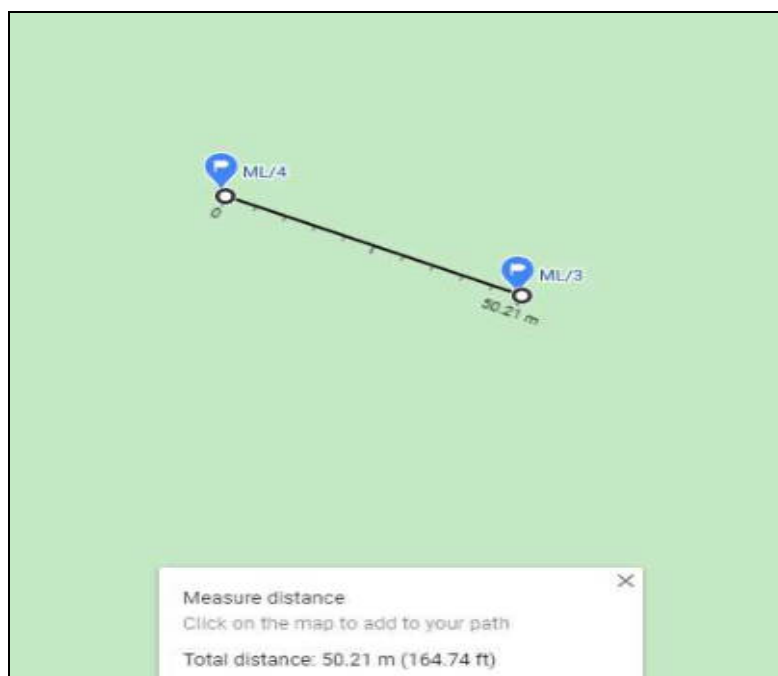 ML/4
0
ML/3
50.21 m
Measure distance
Click on the map to add to your path
Total distance: 50.21 m (164.74 ft)